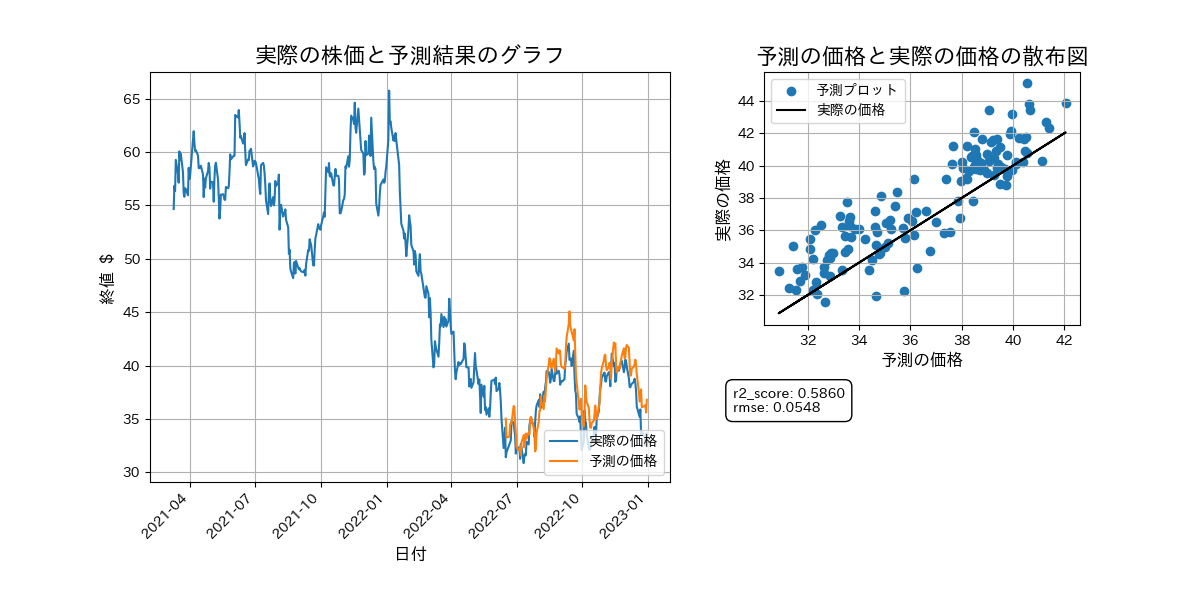 実際の株価と予測結果のグラフ
65
60
55
50
45
40
35
30
終値 $
2021-04
2021-07
2021-10
2022-01
2022-04
2022-07
2022-10
2023-01
日付
実際の価格
予測の価格
予測の価格と実際の価格の散布図
予測プロット
実際の価格
44
42
40
38
36
34
32
実際の価格
32
34
36
38
40
42
予測の価格
r2_score: 0.5860
rmse: 0.0548